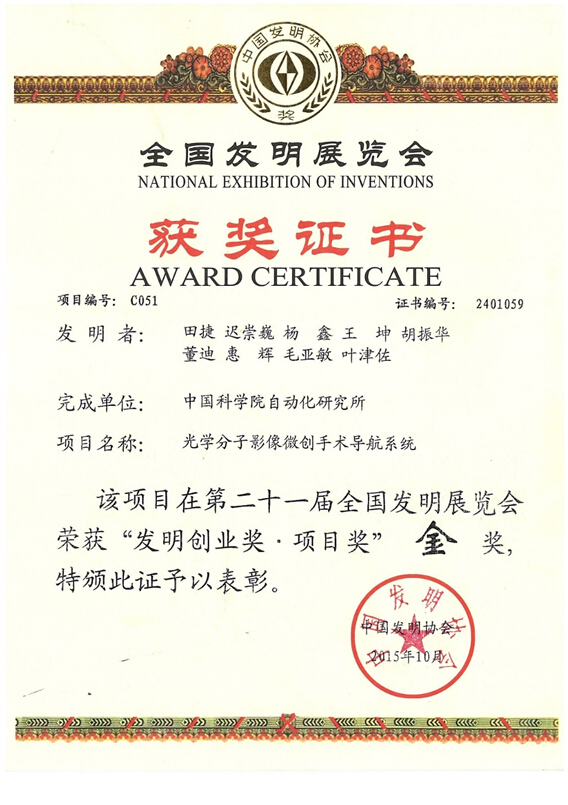 中国发明协会
奖
全国发明展览会
NATIONAL EXHIBITION OF INVENTIONS
获奖证书
AWARD CERTIFICATE
项目编号: C051 证书编号: 2401059
发明者: 田捷 迟崇巍 杨 鑫 王 坤 胡振华
董迪 惠 辉 毛亚敏 叶津佐
完成单位: 中国科学院自动化研究所
项目名称: 光学分子影像微创手术导航系统
该项目在第二十一届全国发明展览会
荣获“发明创业奖·项目奖” 金 奖,
特颁此证予以表彰。
中国发明协会
中国发明协会
2015年10月